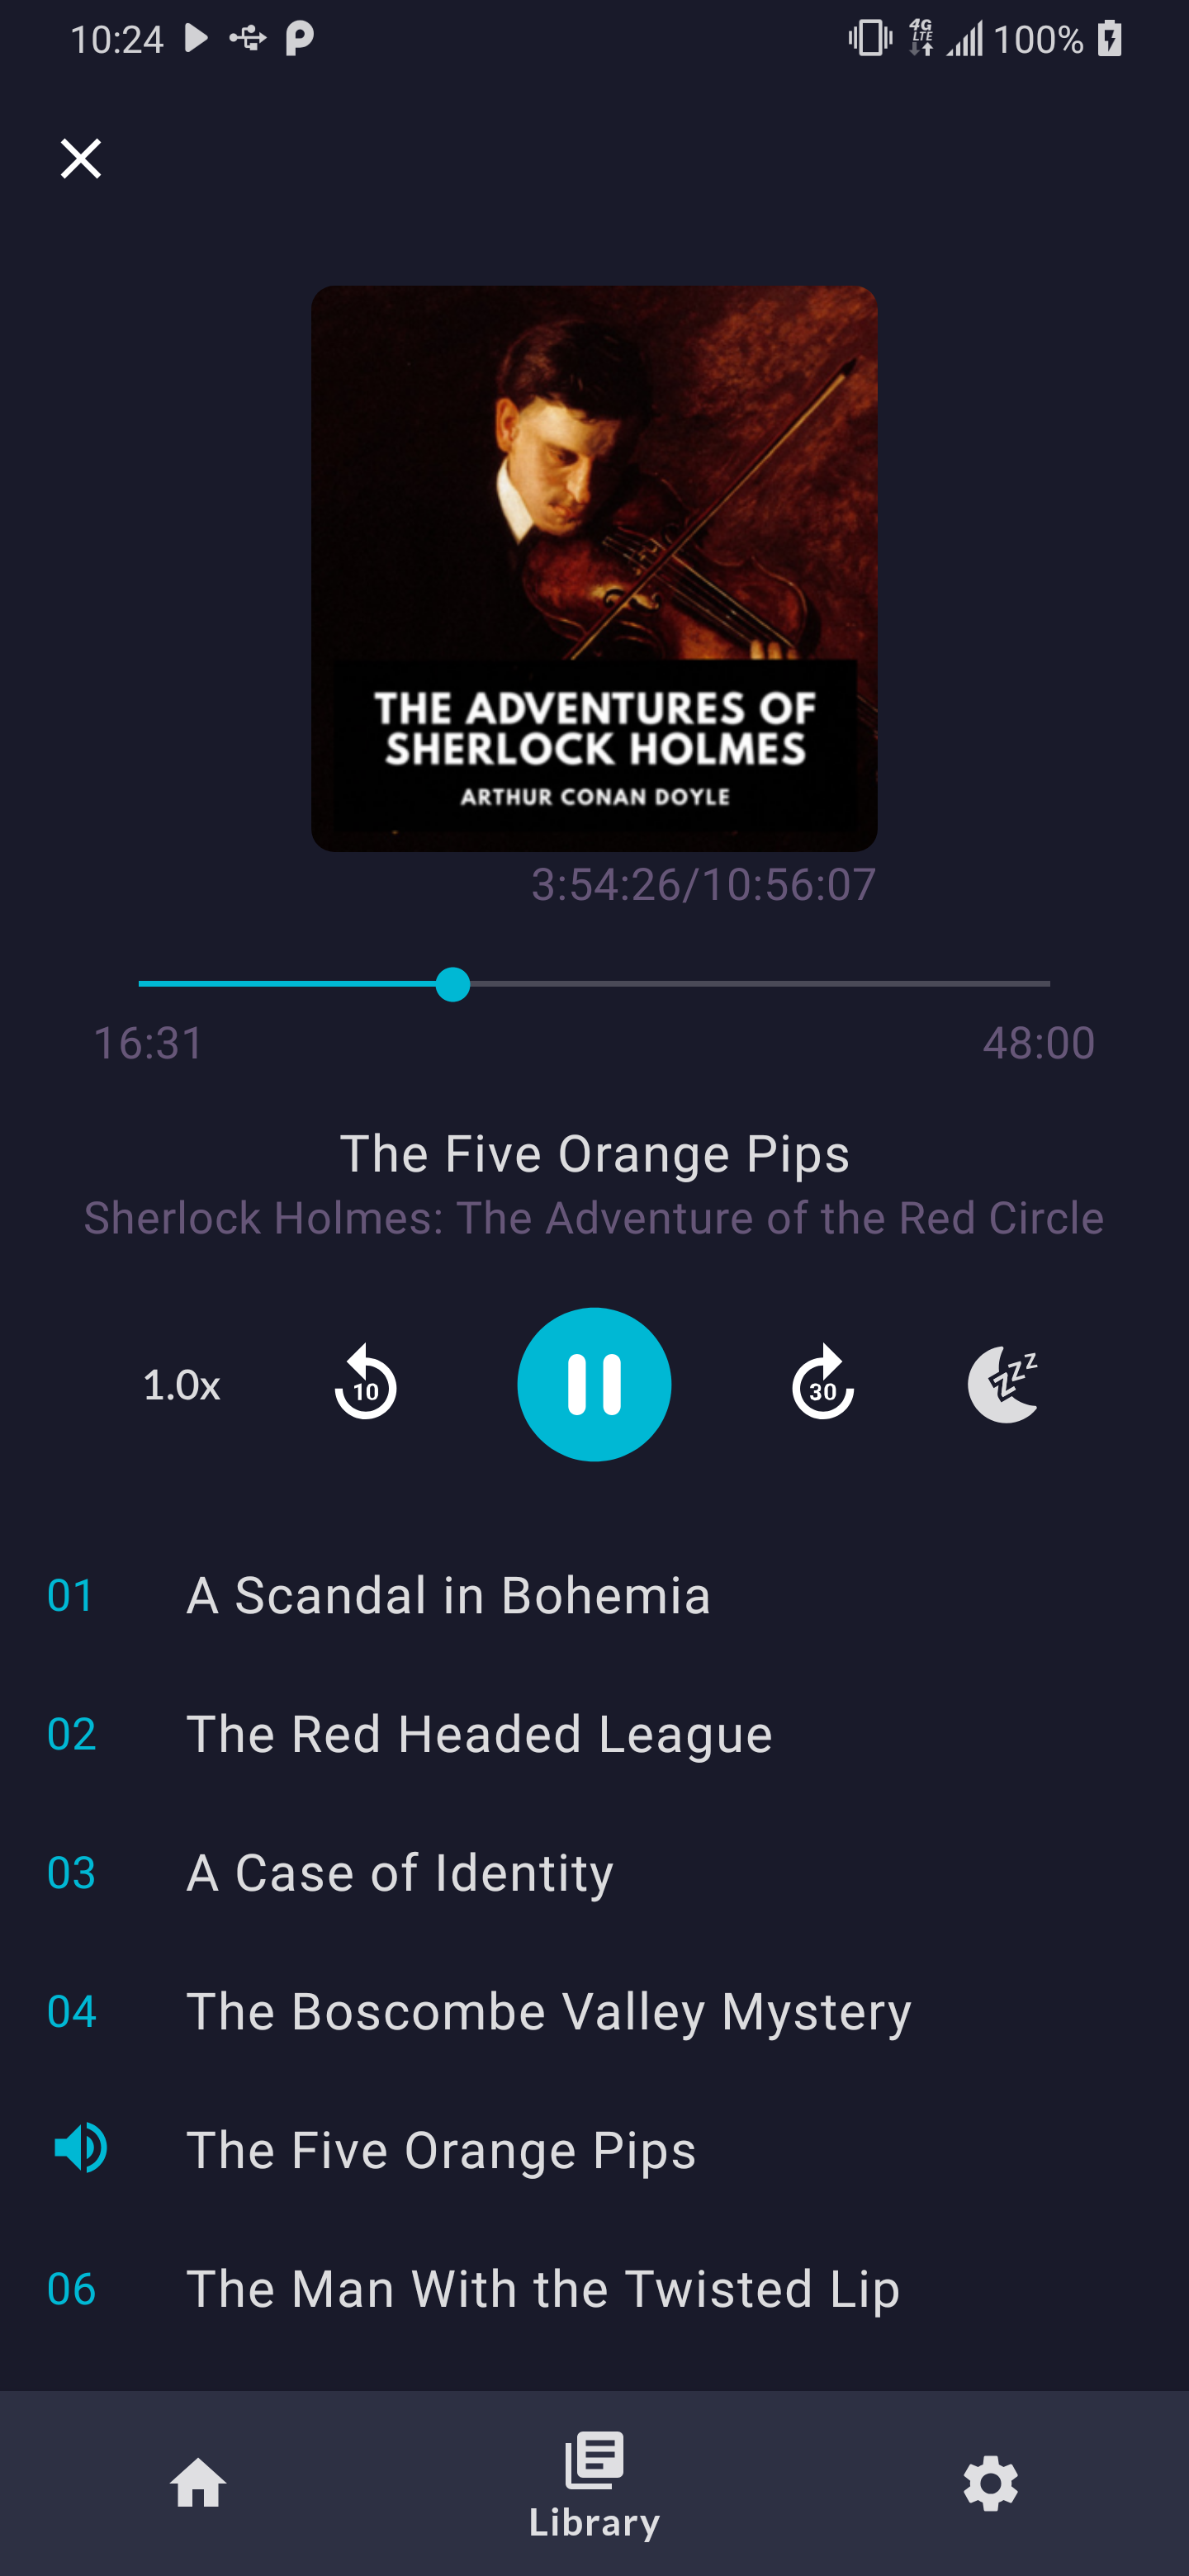 10:24
4G
LTE
100%
THE ADVENTURES OF
SHERLOCK HOLMES
ARTHUR CONAN DOYLE
3:54:26/10:56:07
16:31
48:00
The Five Orange Pips
Sherlock Holmes: The Adventure of the Red Circle
1.0x
10
30
zzz
01 A Scandal in Bohemia
02 The Red Headed League
03 A Case of Identity
04 The Boscombe Valley Mystery
The Five Orange Pips
06 The Man With the Twisted Lip
Library